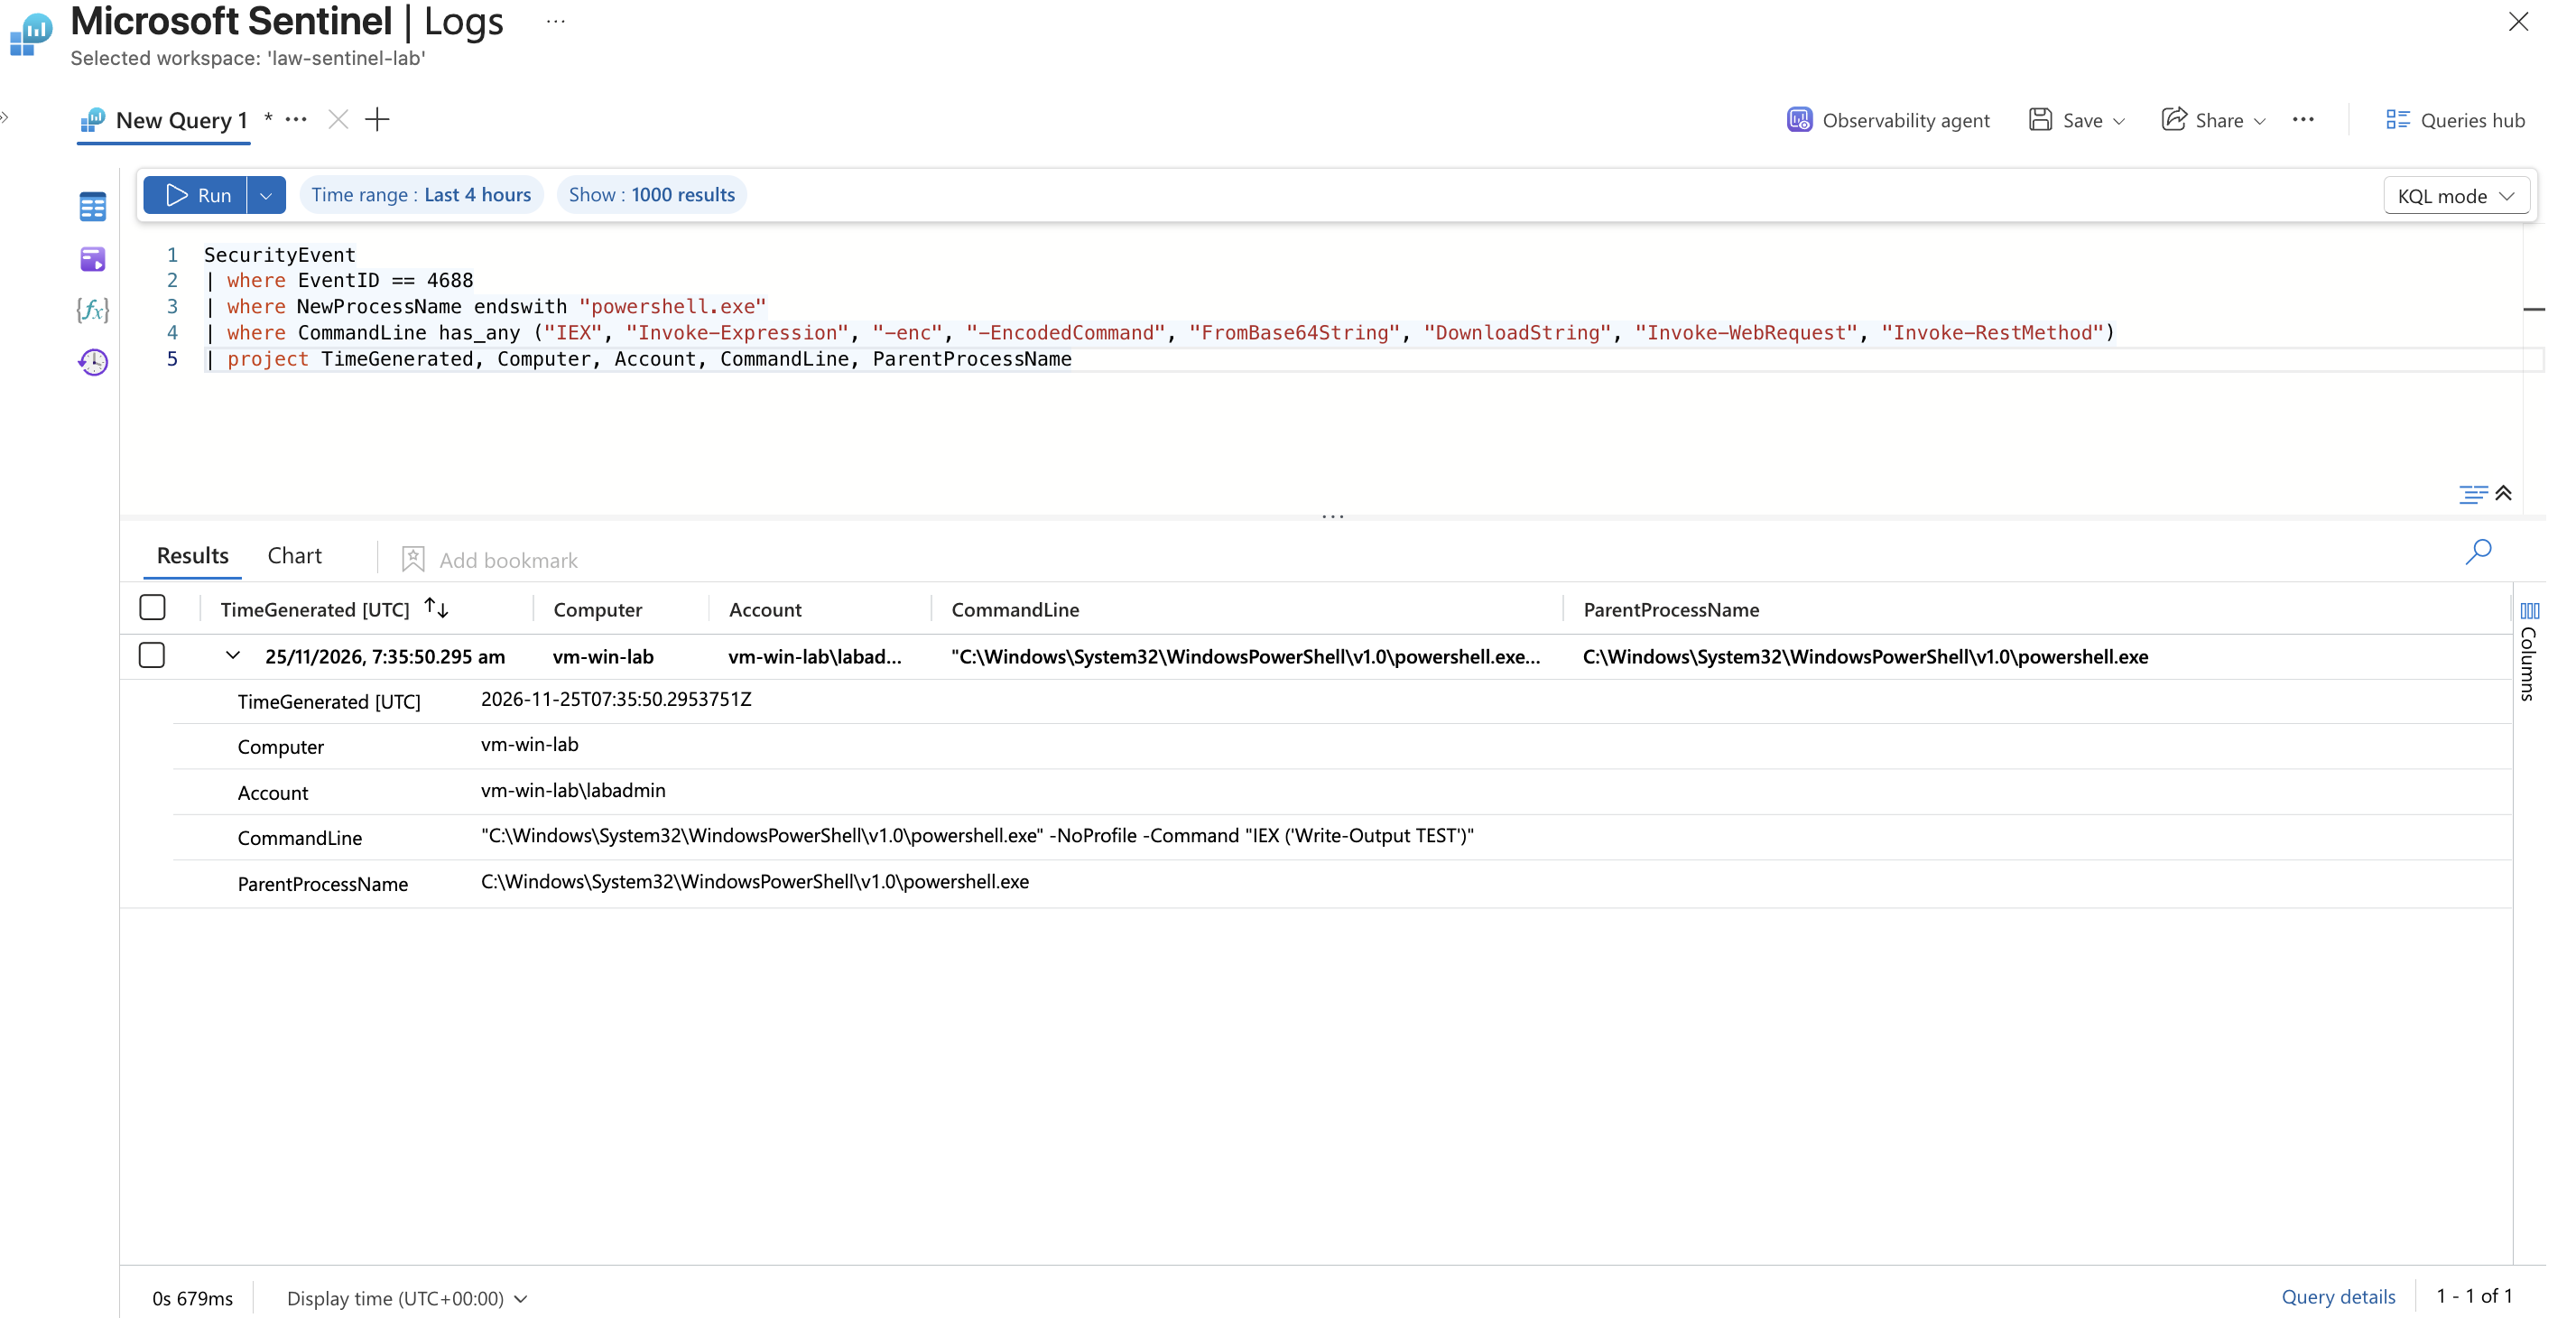 Microsoft Sentinel | Logs ...
Selected workspace: 'law-sentinel-lab'
New Query 1 * ...
Observability agent
Save
Share
...
Queries hub
Run
Time range : Last 4 hours
Show : 1000 results
KQL mode
1 SecurityEvent
2 | where EventID == 4688
3 | where NewProcessName endswith "powershell.exe"
4 | where CommandLine has_any ("IEX", "Invoke-Expression", "-enc", "-EncodedCommand", "FromBase64String", "DownloadString", "Invoke-WebRequest", "Invoke-RestMethod")
5 | project TimeGenerated, Computer, Account, CommandLine, ParentProcessName
{fx}
...
Results Chart Add bookmark
TimeGenerated [UTC] Computer Account CommandLine ParentProcessName
25/11/2026, 7:35:50.295 am vm-win-lab vm-win-lab\labad... "C:\Windows\System32\WindowsPowerShell\v1.0\powershell.exe... C:\Windows\System32\WindowsPowerShell\v1.0\powershell.exe
Columns
TimeGenerated [UTC] 2026-11-25T07:35:50.2953751Z
Computer vm-win-lab
Account vm-win-lab\labadmin
CommandLine "C:\Windows\System32\WindowsPowerShell\v1.0\powershell.exe" -NoProfile -Command "IEX ('Write-Output TEST')"
ParentProcessName C:\Windows\System32\WindowsPowerShell\v1.0\powershell.exe
0s 679ms
Display time (UTC+00:00)
Query details
1 - 1 of 1